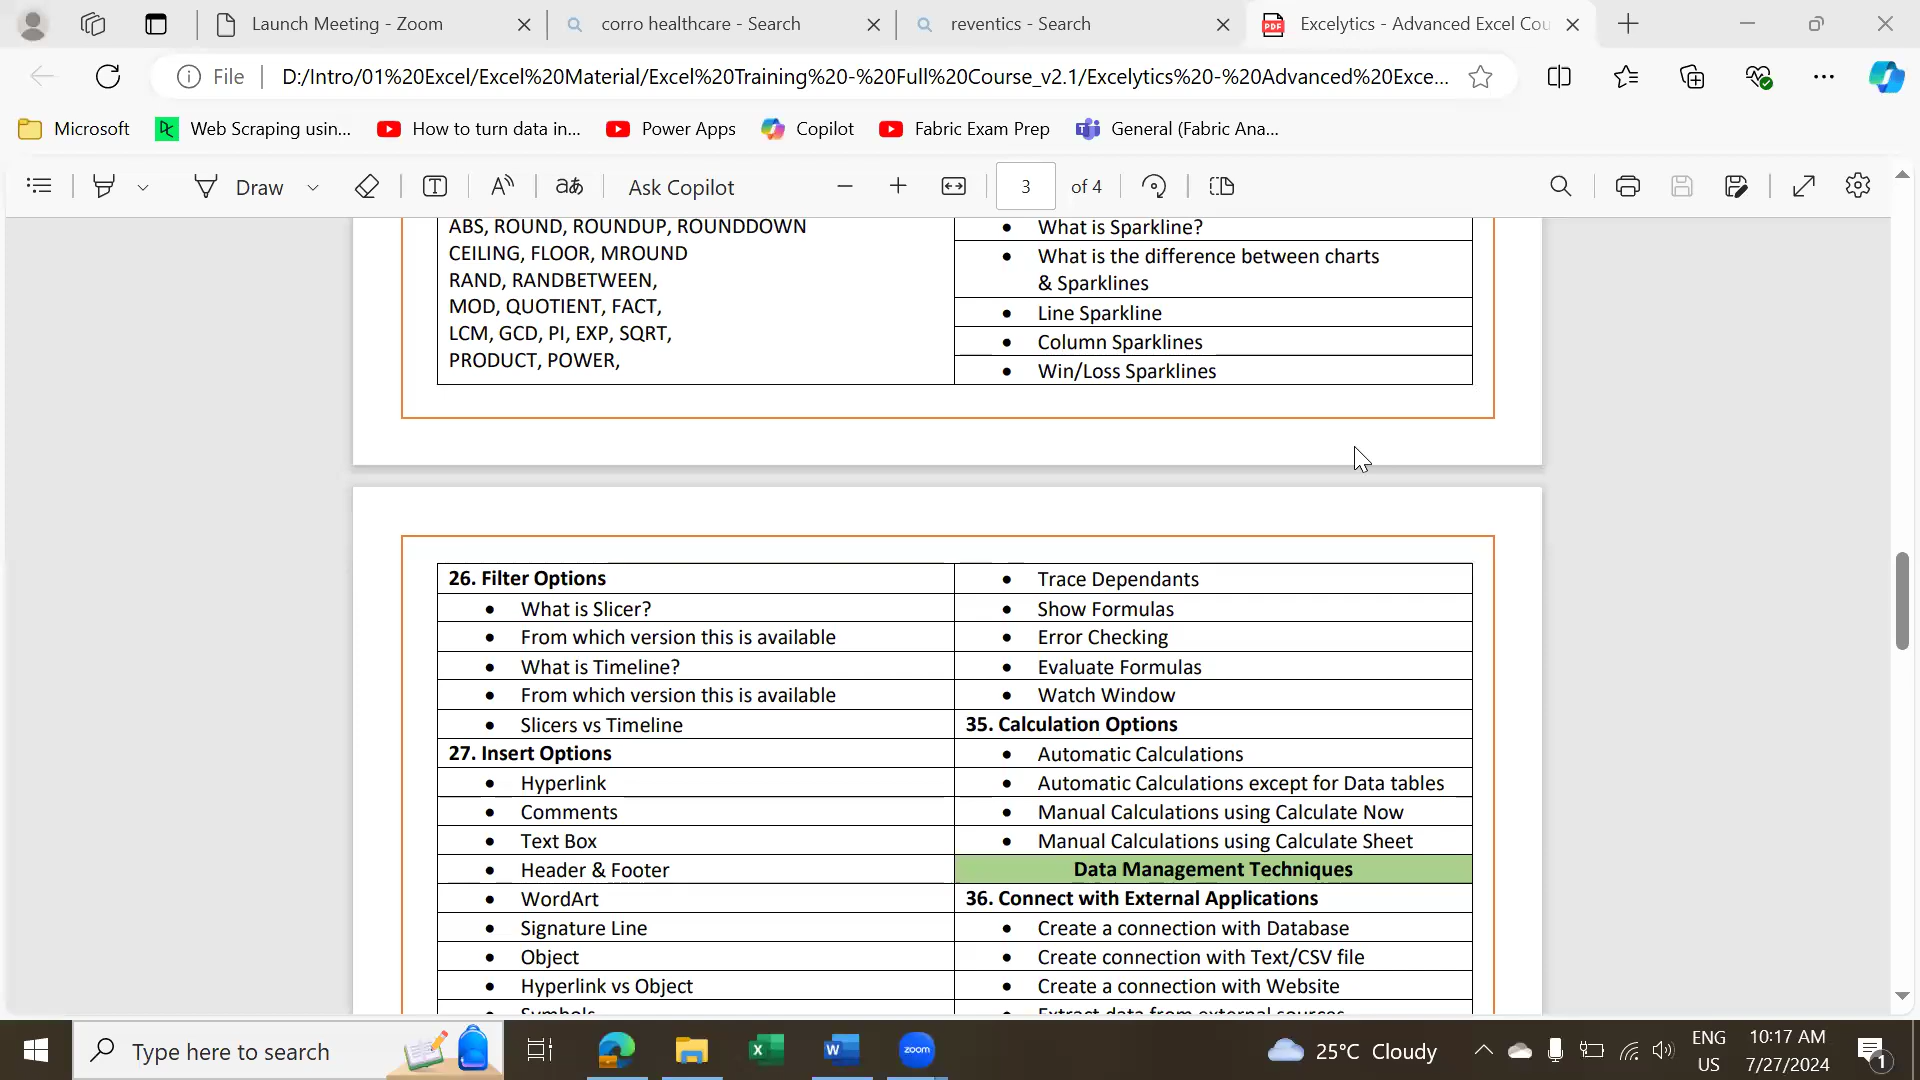 Launch Meeting - Zoom
corro healthcare - Search
reventics - Search
Excelytics - Advanced Excel Cou
File
D:/Intro/01%20Excel/Excel%20Material/Excel%20Training%20-%20Full%20Course_v2.1/Excelytics%20-%20Advanced%20Exce...
Microsoft
Web Scraping usin...
How to turn data in...
Power Apps
Copilot
Fabric Exam Prep
General (Fabric Ana...
Draw
Ask Copilot
3 of 4
ABS, ROUND, ROUNDUP, ROUNDDOWN
CEILING, FLOOR, MROUND
RAND, RANDBETWEEN,
MOD, QUOTIENT, FACT,
LCM, GCD, PI, EXP, SQRT,
PRODUCT, POWER,
• What is Sparkline?
• What is the difference between charts
& Sparklines
• Line Sparkline
• Column Sparklines
• Win/Loss Sparklines
26. Filter Options
• What is Slicer?
• From which version this is available
• What is Timeline?
• From which version this is available
• Slicers vs Timeline
27. Insert Options
• Hyperlink
• Comments
• Text Box
• Header & Footer
• WordArt
• Signature Line
• Object
• Hyperlink vs Object
• Symbols
• Trace Dependants
• Show Formulas
• Error Checking
• Evaluate Formulas
• Watch Window
35. Calculation Options
• Automatic Calculations
• Automatic Calculations except for Data tables
• Manual Calculations using Calculate Now
• Manual Calculations using Calculate Sheet
Data Management Techniques
36. Connect with External Applications
• Create a connection with Database
• Create connection with Text/CSV file
• Create a connection with Website
• Extract data from external sources
Type here to search
zoom
25°C Cloudy
ENG
US
10:17 AM
7/27/2024
1